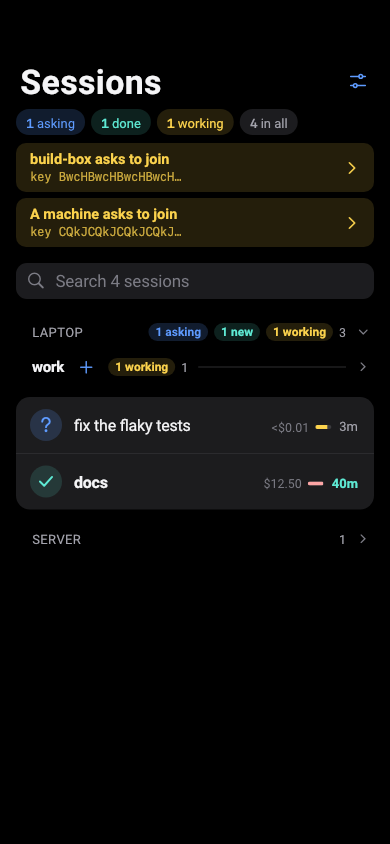 Sessions
1 asking 1 done 1 working 4 in all
build-box asks to join
key BwcHBwcHBwcHBwcH…
A machine asks to join
key CQkJCQkJCQkJCQkJ…
Search 4 sessions
LAPTOP 1 asking 1 new 1 working 3
work + 1 working 1
? fix the flaky tests <$0.01 3m
docs $12.50 40m
SERVER 1